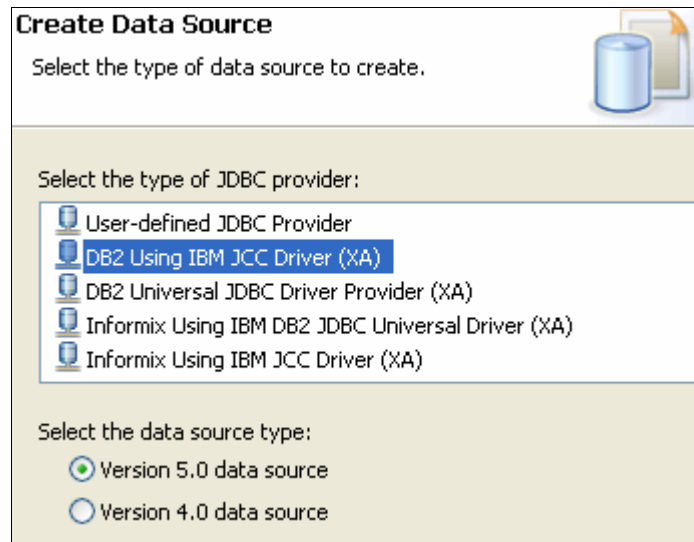 Create Data Source
Select the type of data source to create.
Select the type of JDBC provider:
User-defined JDBC Provider
DB2 Using IBM JCC Driver (XA)
DB2 Universal JDBC Driver Provider (XA)
Informix Using IBM DB2 JDBC Universal Driver (XA)
Informix Using IBM JCC Driver (XA)
Select the data source type:
Version 5.0 data source
Version 4.0 data source